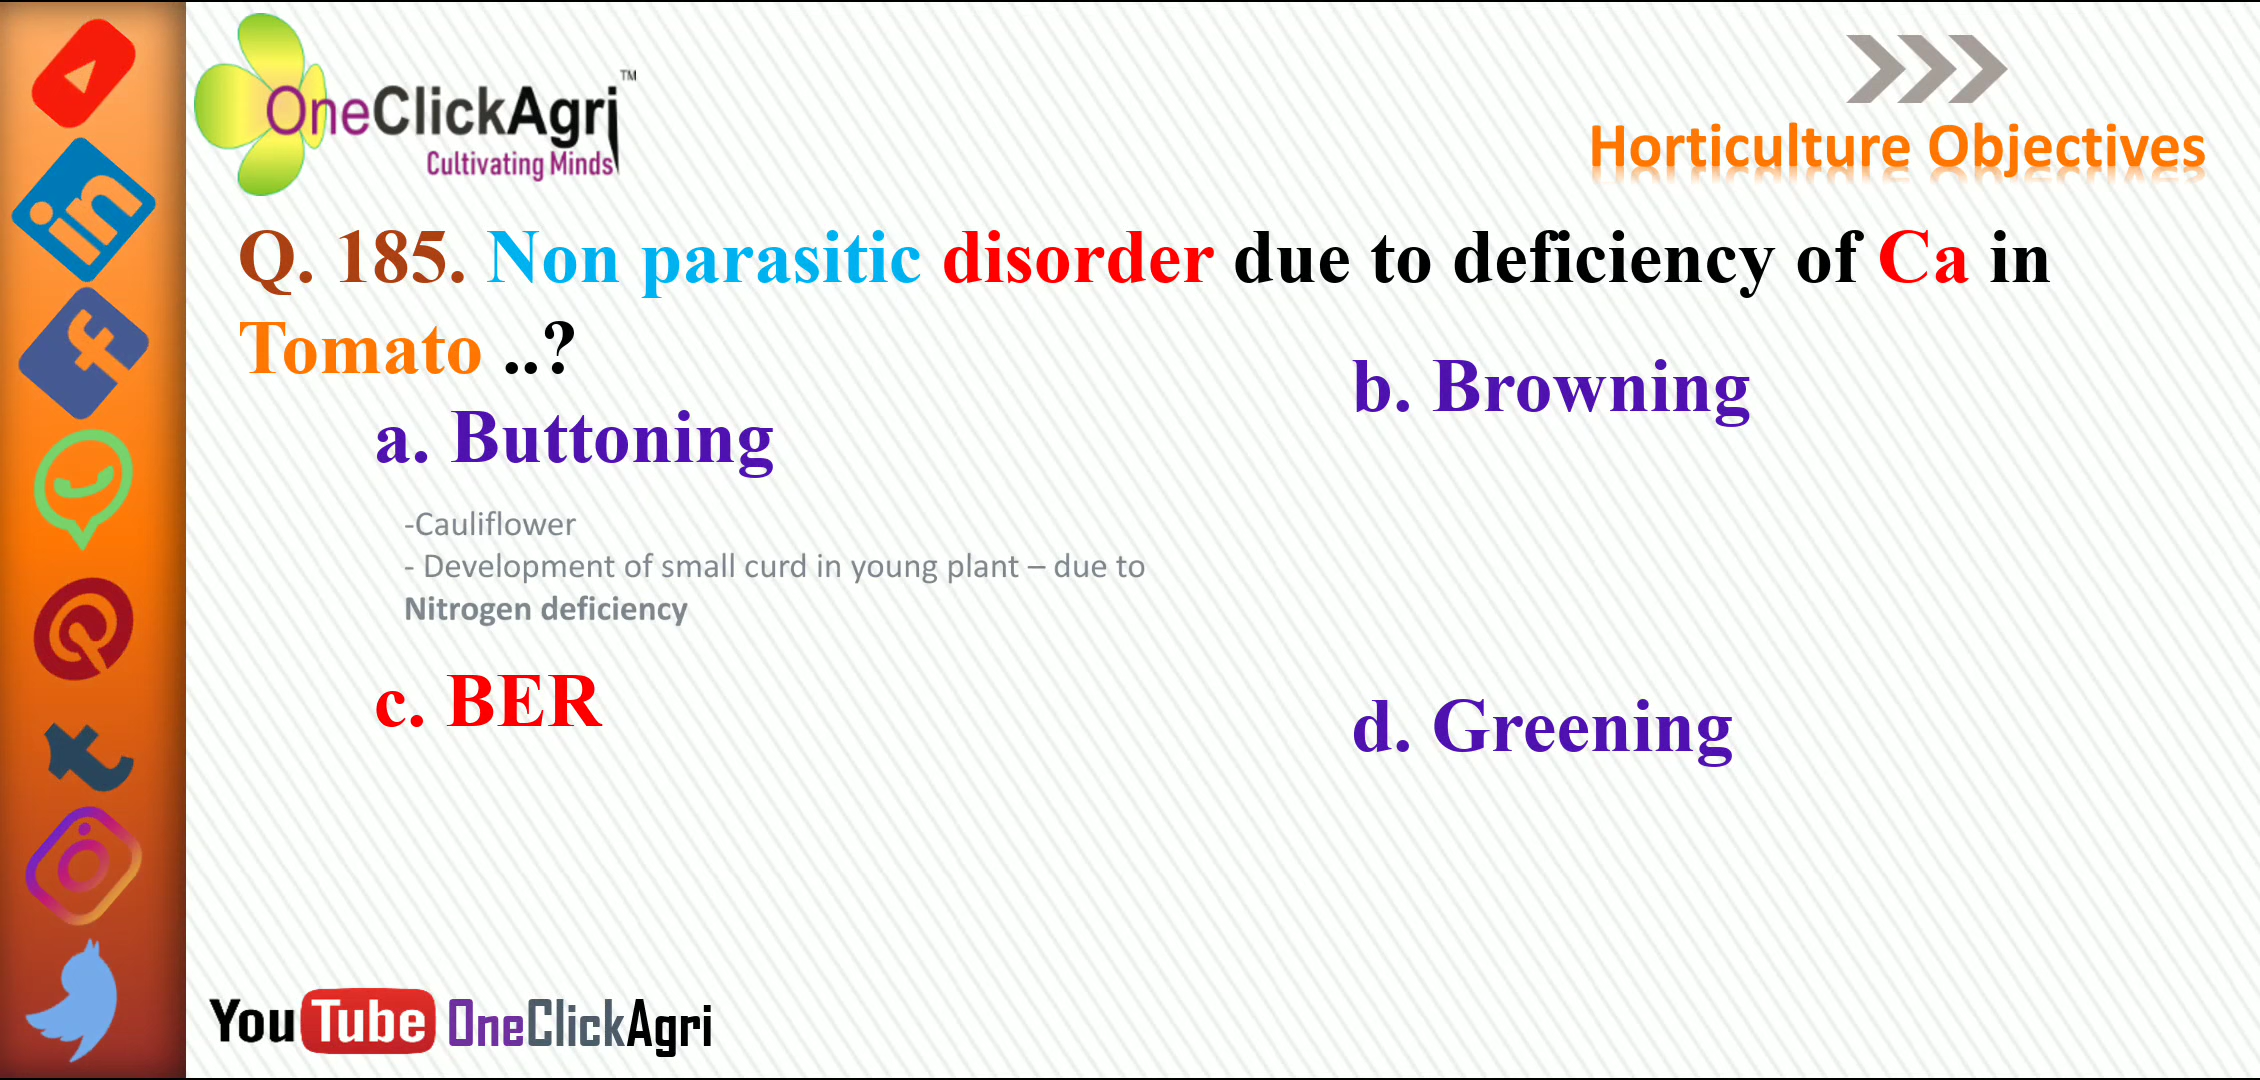 OneClickAgri™
Cultivating Minds
Horticulture Objectives
Q. 185. Non parasitic disorder due to deficiency of Ca in
Tomato ..?
a. Buttoning
b. Browning
-Cauliflower
- Development of small curd in young plant – due to
Nitrogen deficiency
c. BER
d. Greening
YouTube OneClickAgri